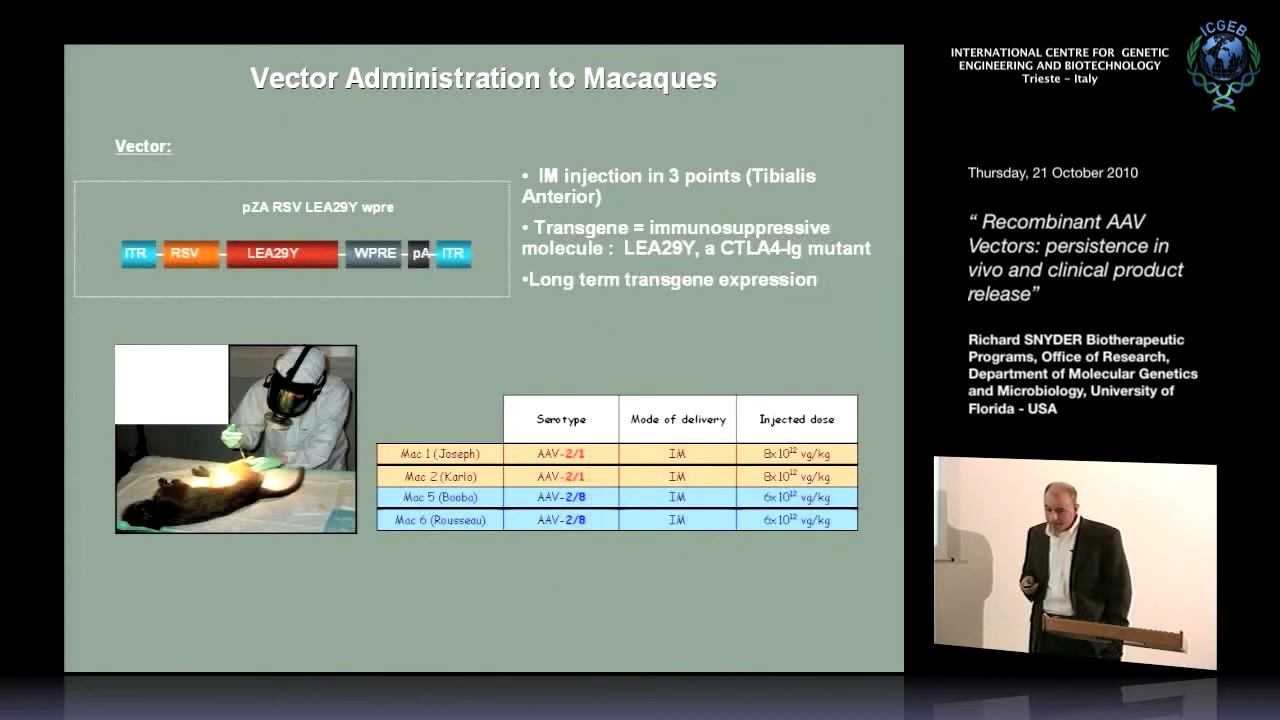 Vector Administration to Macaques
Vector:
pZA RSV LEA29Y wpre
ITR RSV LEA29Y WPRE pA ITR
• IM injection in 3 points (Tibialis
Anterior)
• Transgene = immunosuppressive
molecule : LEA29Y, a CTLA4-Ig mutant
•Long term transgene expression
Serotype Mode of delivery Injected dose
Mac 1 (Joseph) AAV-2/1 IM 8x10¹² vg/kg
Mac 2 (Karlo) AAV-2/1 IM 8x10¹² vg/kg
Mac 5 (Booba) AAV-2/8 IM 6x10¹² vg/kg
Mac 6 (Rousseau) AAV-2/8 IM 6x10¹² vg/kg
INTERNATIONAL CENTRE FOR GENETIC
ENGINEERING AND BIOTECHNOLOGY
Trieste - Italy
ICGEB
Thursday, 21 October 2010
“ Recombinant AAV
Vectors: persistence in
vivo and clinical product
release”
Richard SNYDER Biotherapeutic
Programs, Office of Research,
Department of Molecular Genetics
and Microbiology, University of
Florida - USA